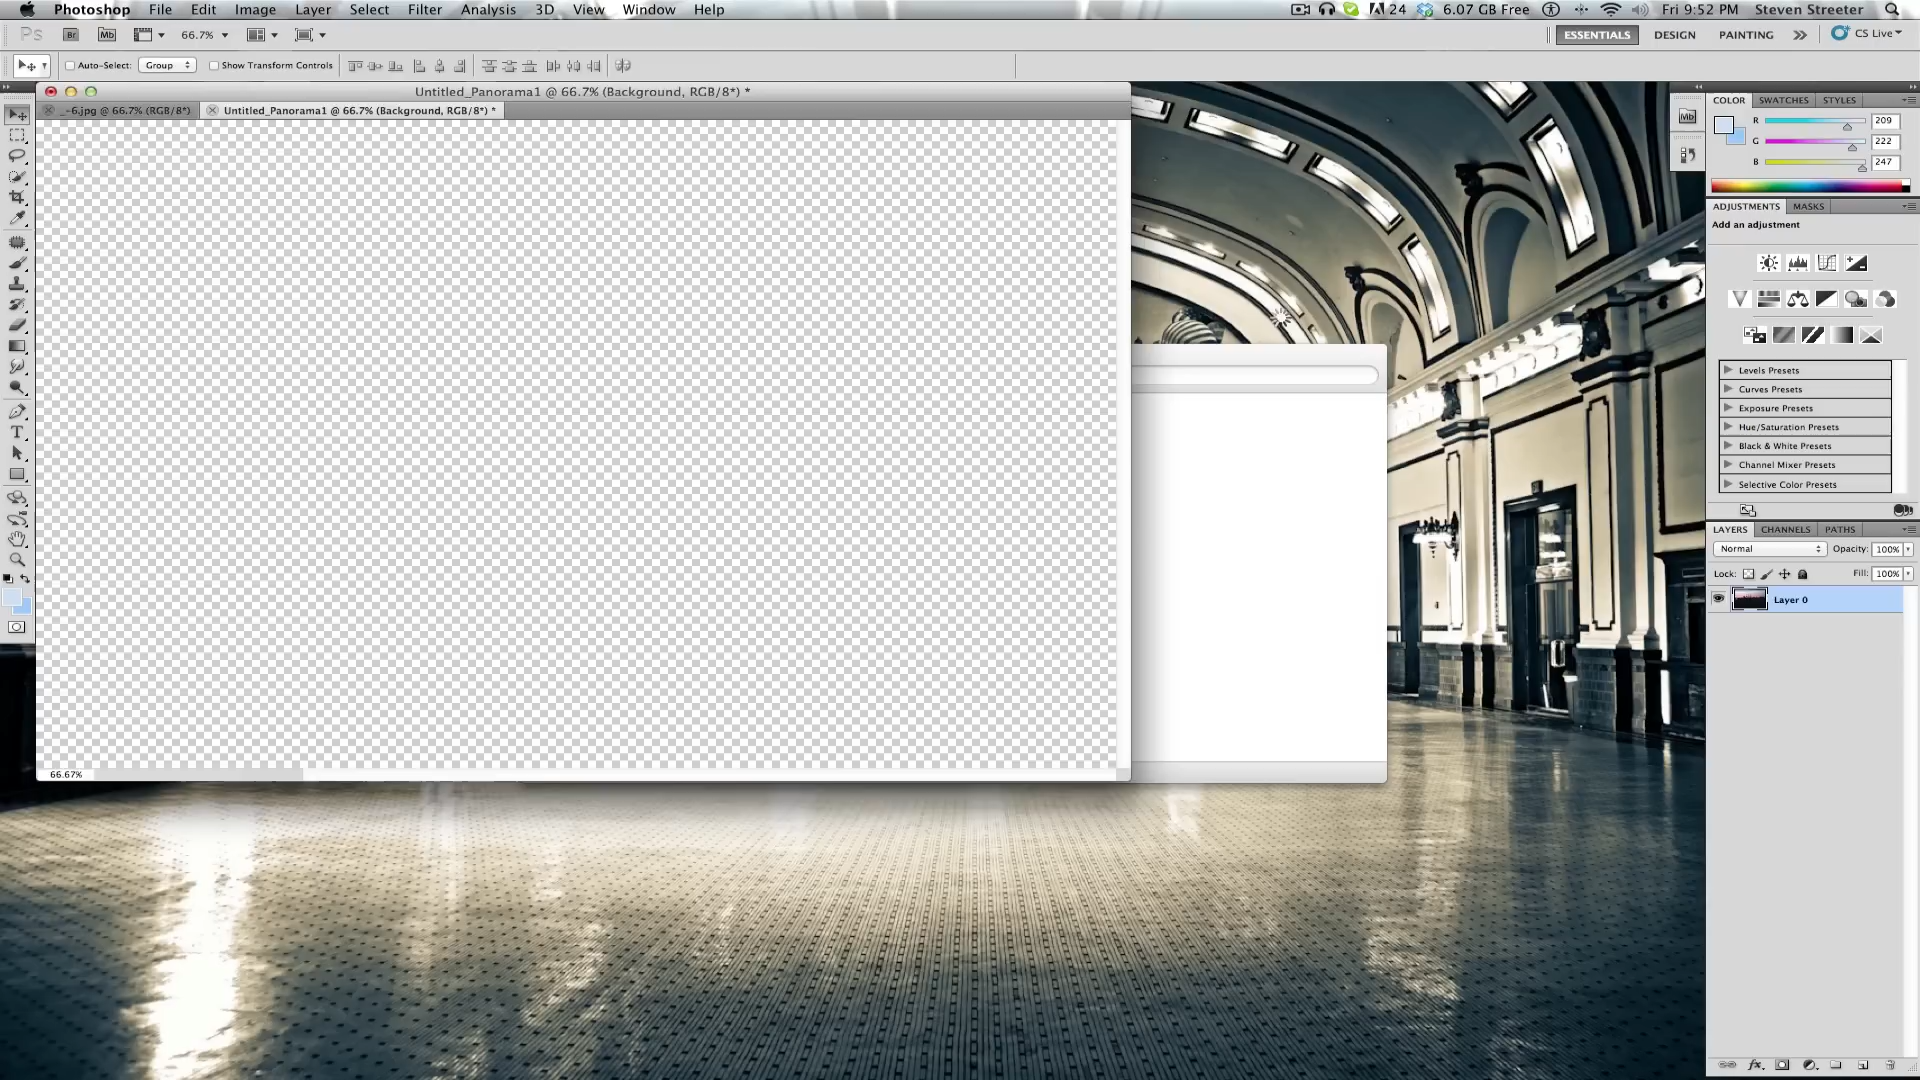 Photoshop File Edit Image Layer Select Filter Analysis 3D View Window Help 24 6.07 GB Free Fri 9:52 PM Steven Streeter
Ps Br Mb 66.7% ESSENTIALS DESIGN PAINTING CS Live
Auto-Select: Group Show Transform Controls
Untitled_Panorama1 @ 66.7% (Background, RGB/8*) *
_-6.jpg @ 66.7% (RGB/8*) Untitled_Panorama1 @ 66.7% (Background, RGB/8*) *
66.67%
Mb
COLOR SWATCHES STYLES
R 209
G 222
B 247
ADJUSTMENTS MASKS
Add an adjustment
Levels Presets
Curves Presets
Exposure Presets
Hue/Saturation Presets
Black & White Presets
Channel Mixer Presets
Selective Color Presets
LAYERS CHANNELS PATHS
Normal Opacity: 100%
Lock: Fill: 100%
Layer 0